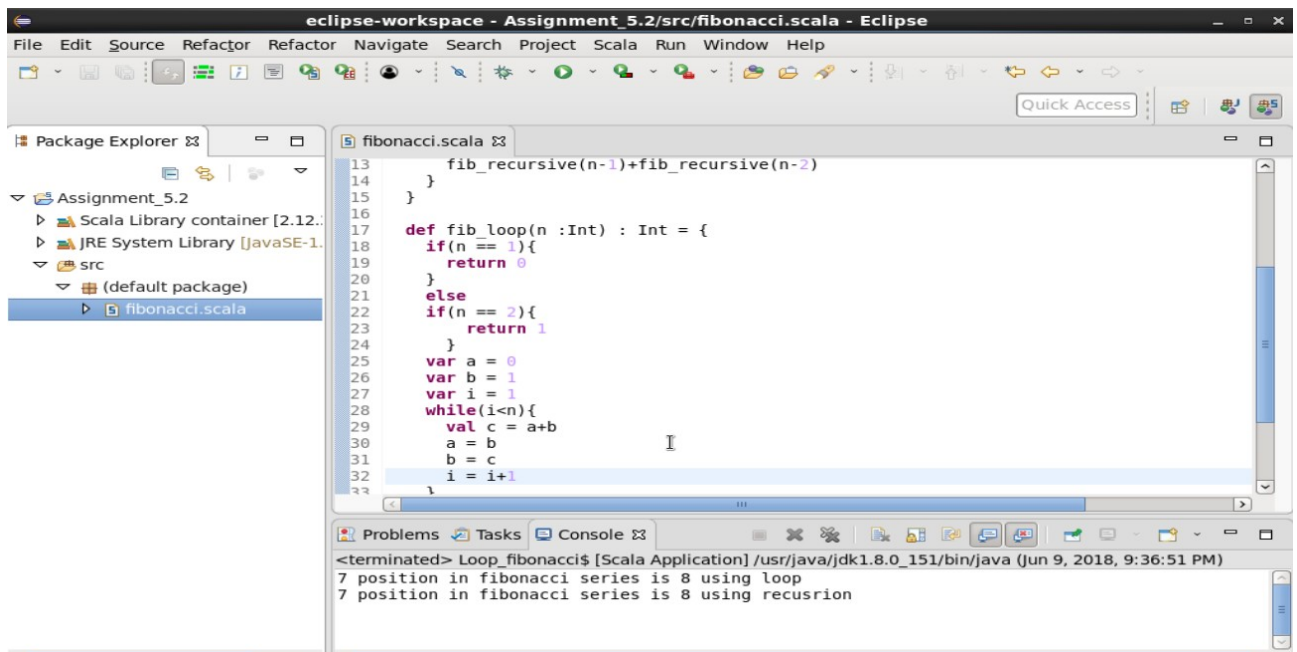 eclipse-workspace - Assignment_5.2/src/fibonacci.scala - Eclipse
File Edit Source Refactor Refactor Navigate Search Project Scala Run Window Help
Quick Access
Package Explorer
fibonacci.scala
Assignment_5.2
Scala Library container [2.12.
JRE System Library [JavaSE-1.
src
(default package)
fibonacci.scala
13 fib_recursive(n-1)+fib_recursive(n-2)
14 }
15 }
16
17 def fib_loop(n :Int) : Int = {
18 if(n == 1){
19 return 0
20 }
21 else
22 if(n == 2){
23 return 1
24 }
25 var a = 0
26 var b = 1
27 var i = 1
28 while(i<n){
29 val c = a+b
30 a = b
31 b = c
32 i = i+1
33 }
Problems Tasks Console
<terminated> Loop_fibonacci$ [Scala Application] /usr/java/jdk1.8.0_151/bin/java (Jun 9, 2018, 9:36:51 PM)
7 position in fibonacci series is 8 using loop
7 position in fibonacci series is 8 using recusrion